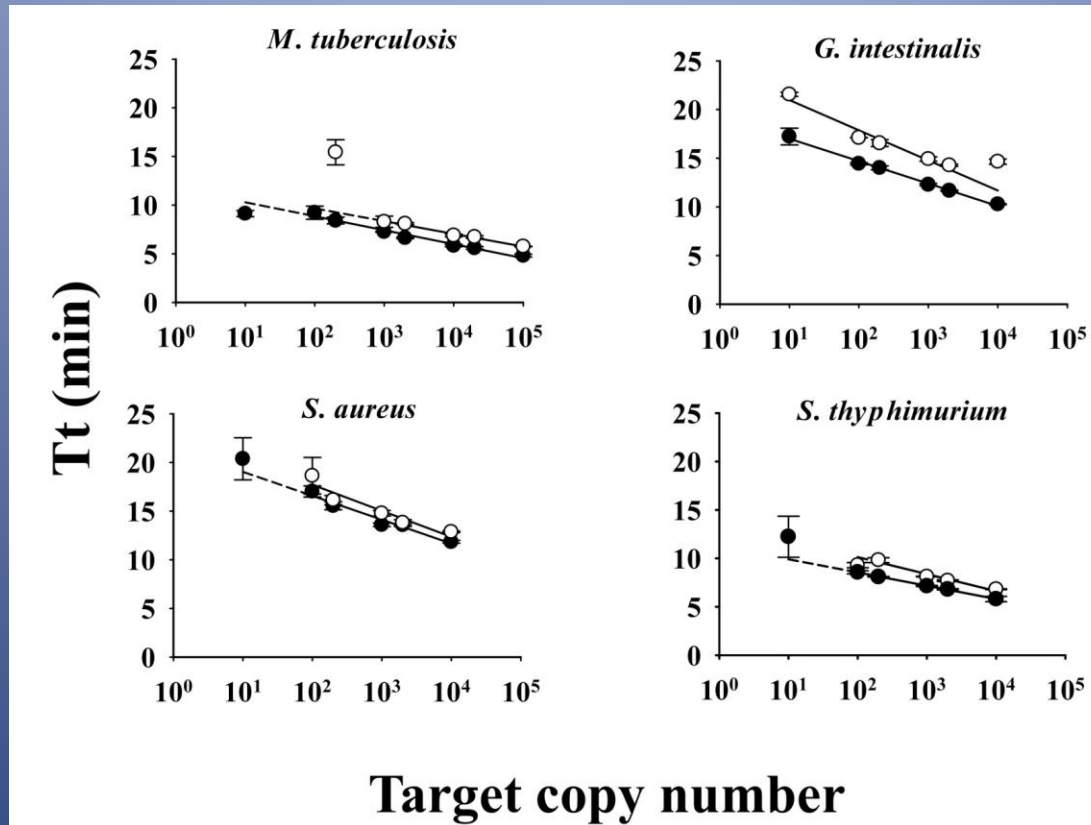 M. tuberculosis
25
20
15
10
5
0
10⁰ 10¹ 10² 10³ 10⁴ 10⁵
G. intestinalis
25
20
15
10
5
0
10⁰ 10¹ 10² 10³ 10⁴ 10⁵
Tt (min)
S. aureus
25
20
15
10
5
0
10⁰ 10¹ 10² 10³ 10⁴ 10⁵
S. thyphimurium
25
20
15
10
5
0
10⁰ 10¹ 10² 10³ 10⁴ 10⁵
Target copy number